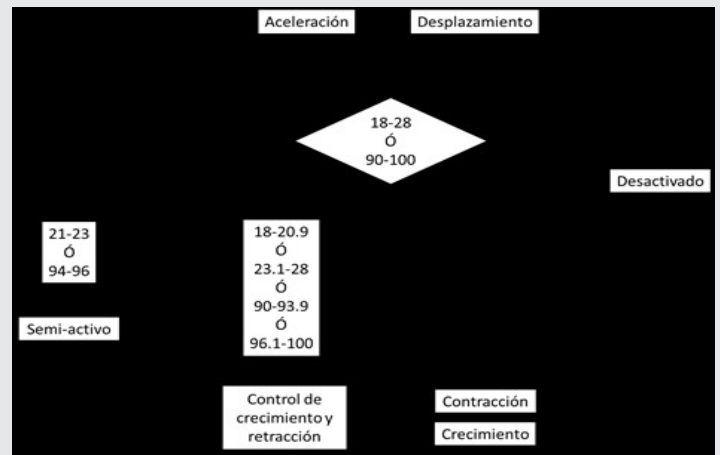 Aceleración
Desplazamiento
18-28
Ó
90-100
Desactivado
21-23
Ó
94-96
18-20.9
Ó
23.1-28
Ó
90-93.9
Ó
96.1-100
Semi-activo
Control de
crecimiento y
retracción
Contracción
Crecimiento